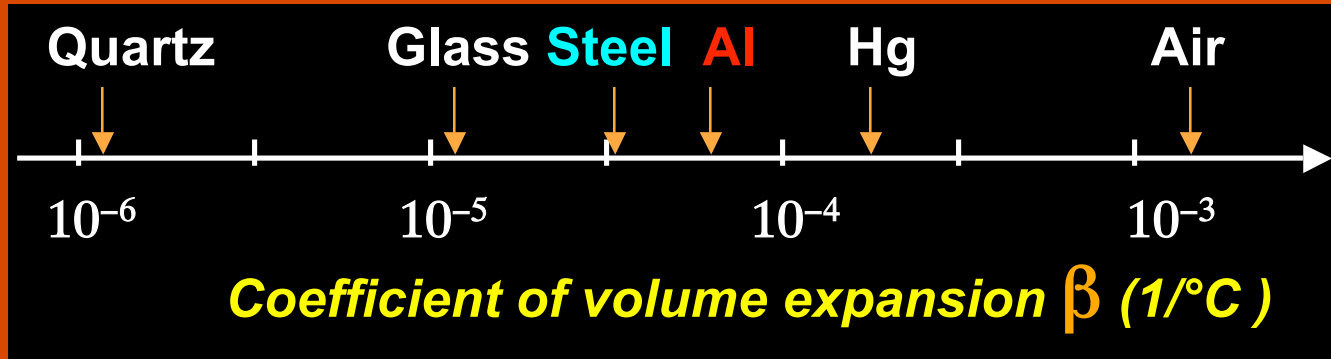 Quartz Glass Steel Al Hg Air
10⁻⁶ 10⁻⁵ 10⁻⁴ 10⁻³
Coefficient of volume expansion β (1/°C )